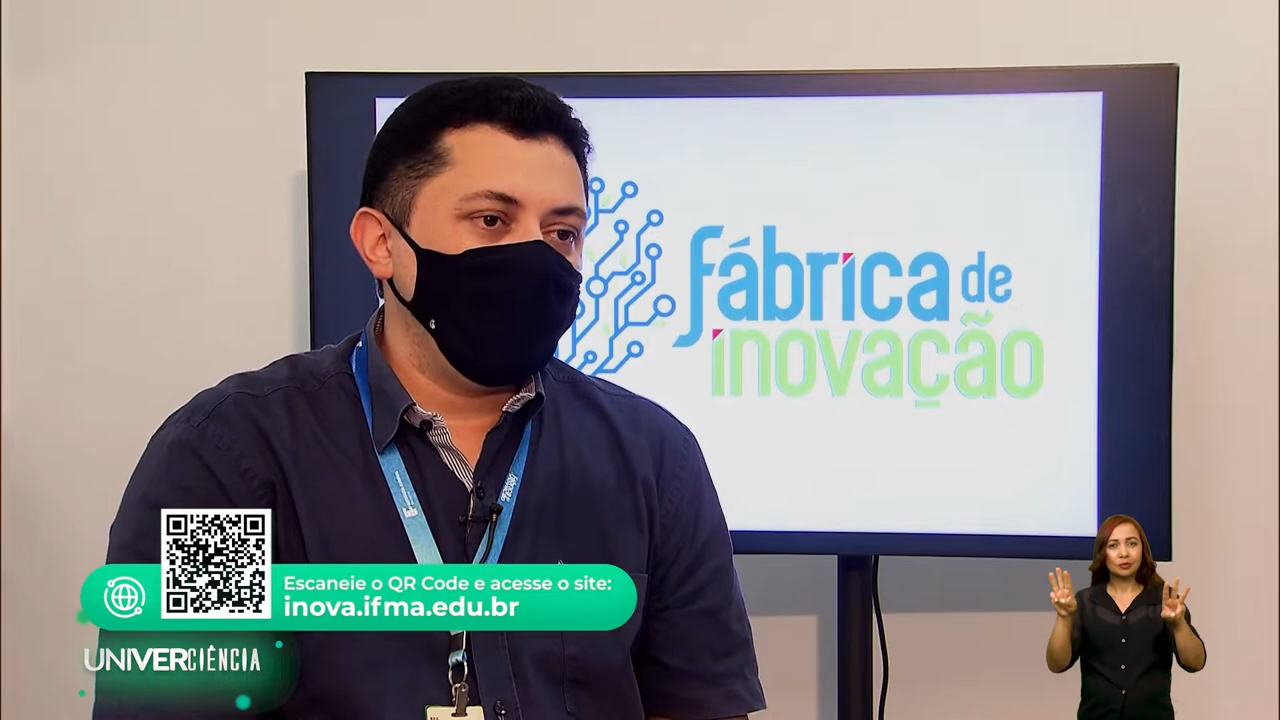 fábrica de
inovação
Escaneie o QR Code e acesse o site:
inova.ifma.edu.br
UNIVERCIÊNCIA